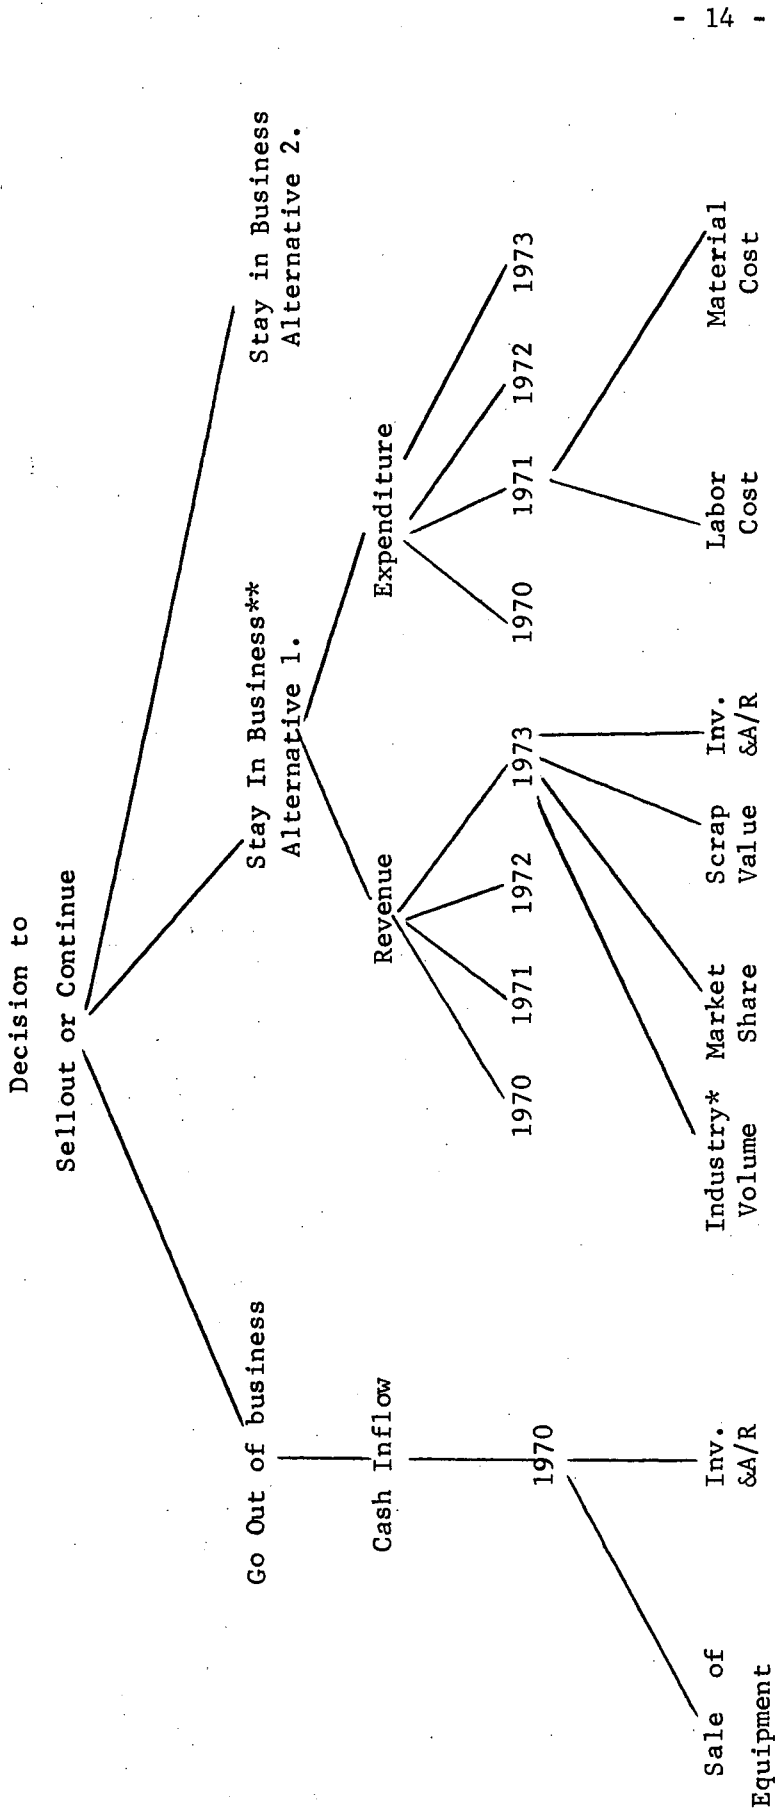 - 14 -
Decision to
Sellout or Continue
Go Out of business
Stay In Business**
Alternative 1.
Stay in Business
Alternative 2.
Cash Inflow
Revenue
Expenditure
1970
1970
1971
1972
1973
1970
1971
1972
1973
Sale of
Equipment
Inv.
&A/R
Industry*
Volume
Market
Share
Scrap
Value
Inv.
&A/R
Labor
Cost
Material
Cost